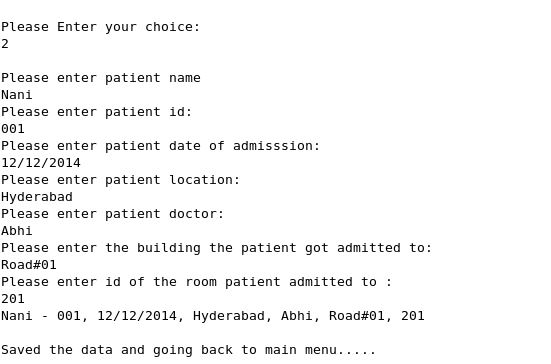 Please Enter your choice:
2
Please enter patient name
Nani
Please enter patient id:
001
Please enter patient date of admisssion:
12/12/2014
Please enter patient location:
Hyderabad
Please enter patient doctor:
Abhi
Please enter the building the patient got admitted to:
Road#01
Please enter id of the room patient admitted to :
201
Nani - 001, 12/12/2014, Hyderabad, Abhi, Road#01, 201
Saved the data and going back to main menu.....